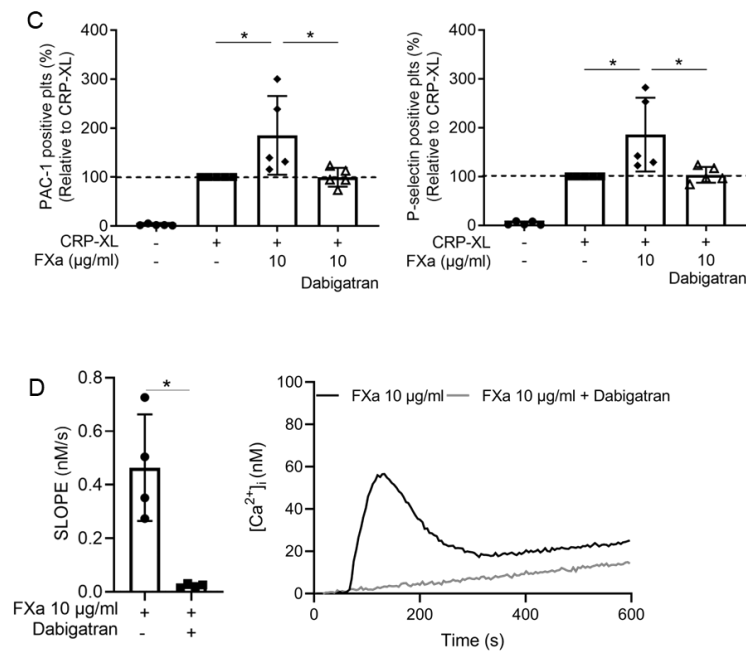 C
PAC-1 positive plts (%)
(Relative to CRP-XL)
400
300
200
100
0
* *
CRP-XL - + + +
FXa (µg/ml) - - 10 10
Dabigatran
P-selectin positive plts (%)
(Relative to CRP-XL)
400
300
200
100
0
* *
CRP-XL - + + +
FXa (µg/ml) - - 10 10
Dabigatran
D
SLOPE (nM/s)
0.8
0.6
0.4
0.2
0.0
*
FXa 10 µg/ml + +
Dabigatran - +
[Ca²⁺]ᵢ (nM)
100
80
60
40
20
0
FXa 10 µg/ml FXa 10 µg/ml + Dabigatran
0 200 400 600
Time (s)